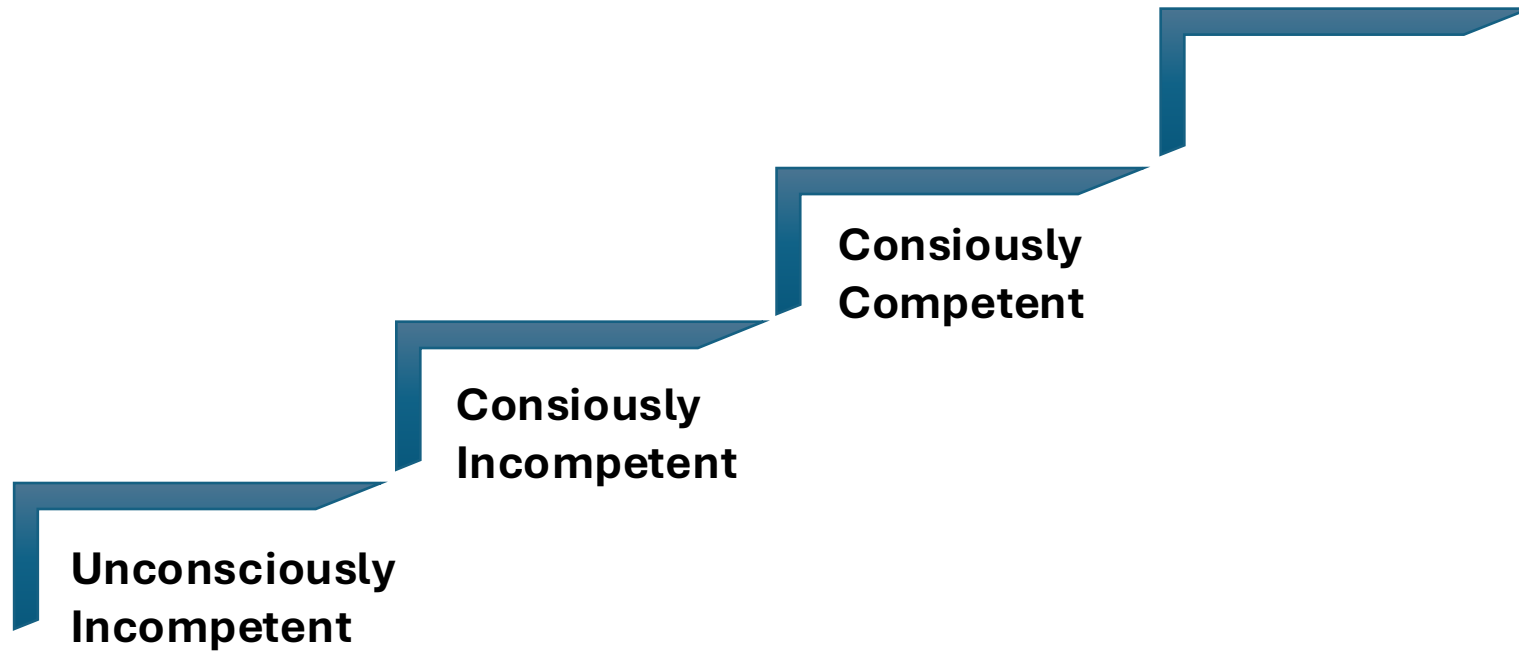 Consiously
Competent
Consiously
Incompetent
Unconsciously
Incompetent